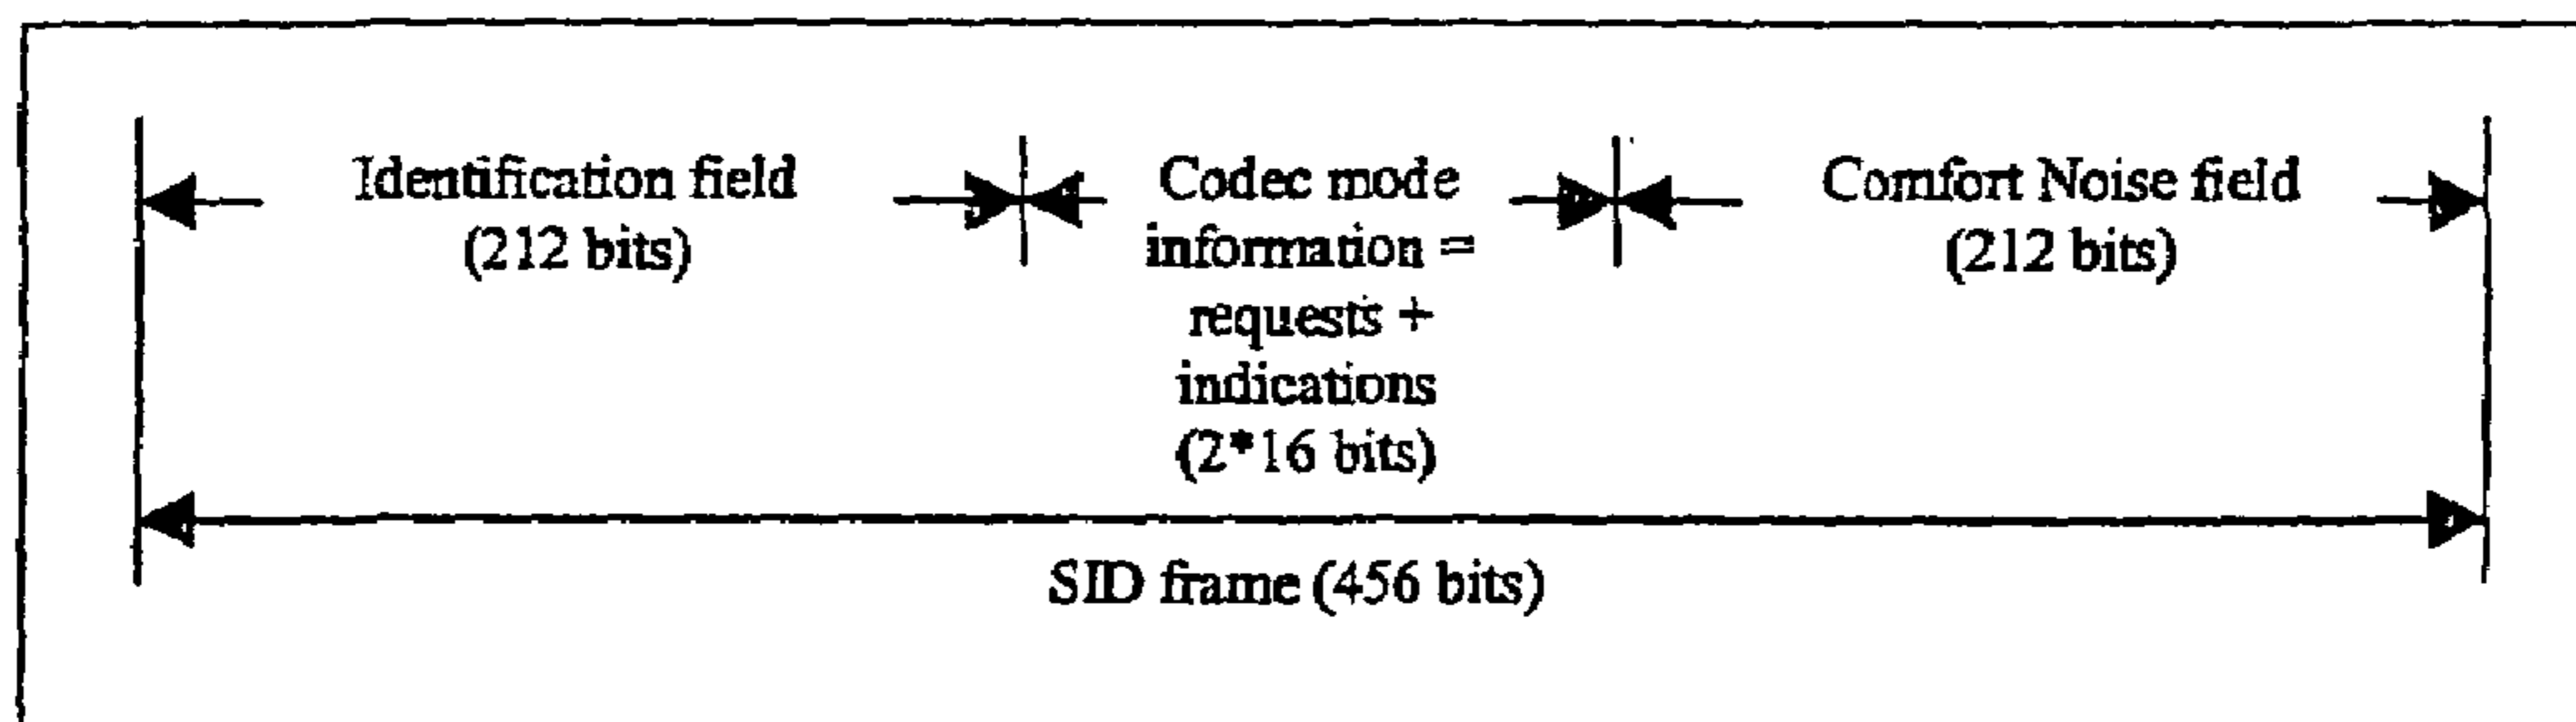 Identification field
(212 bits)
Codec mode
information =
requests +
indications
(2*16 bits)
Comfort Noise field
(212 bits)
SID frame (456 bits)